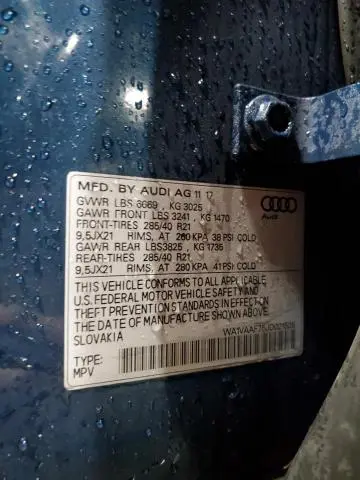 MFD. BY AUDI AG 11 17
GVWR LBS 6669 , KG 3025
GAWR FRONT LBS 3241 , KG 1470
FRONT-TIRES 285/40 R21
9,5JX21 RIMS, AT 260 KPA 38 PSI COLD
GAWR REAR LBS3825 , KG 1735
REAR-TIRES 285/40 R21
9,5JX21 RIMS, AT 280 KPA 41PSI COLD
Audi
THIS VEHICLE CONFORMS TO ALL APPLICABLE
U.S.FEDERAL MOTOR VEHICLE SAFETY AND
THEFT PREVENTION STANDARDS IN EFFECT ON
THE DATE OF MANUFACTURE SHOWN ABOVE.
SLOVAKIA
TYPE:
MPV